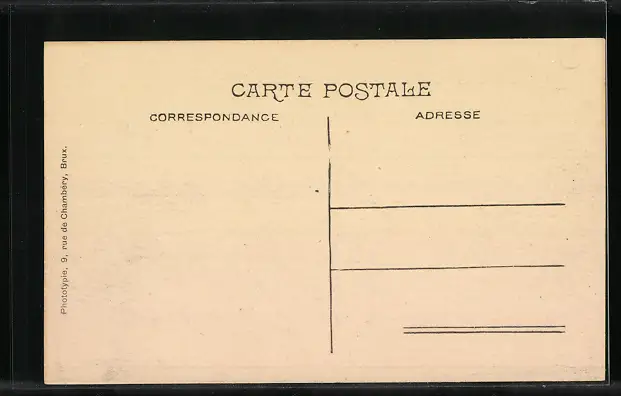 CARTE POSTALE
CORRESPONDANCE
ADRESSE
Phototypie, 9, rue de Chambéry, Brux.